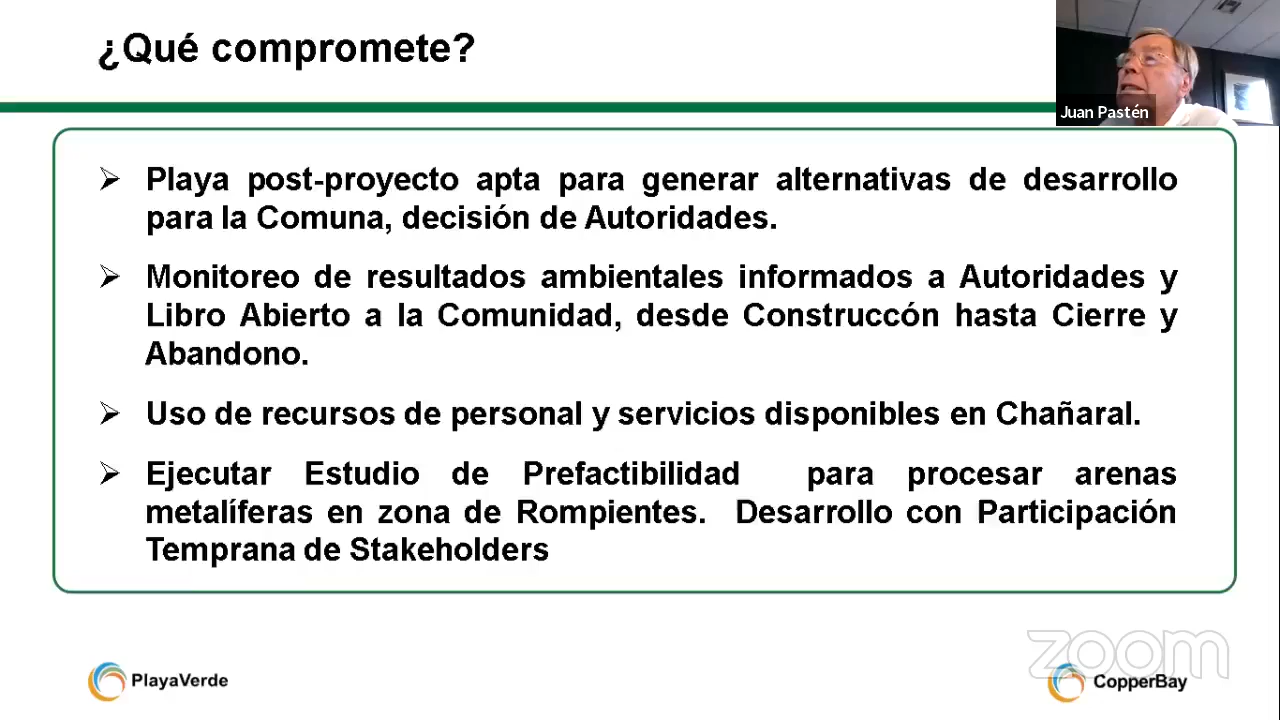 ¿Qué compromete?
Juan Pastén
➢ Playa post-proyecto apta para generar alternativas de desarrollo
para la Comuna, decisión de Autoridades.
➢ Monitoreo de resultados ambientales informados a Autoridades y
Libro Abierto a la Comunidad, desde Construccón hasta Cierre y
Abandono.
➢ Uso de recursos de personal y servicios disponibles en Chañaral.
➢ Ejecutar Estudio de Prefactibilidad para procesar arenas
metalíferas en zona de Rompientes. Desarrollo con Participación
Temprana de Stakeholders
zoom
PlayaVerde
CopperBay